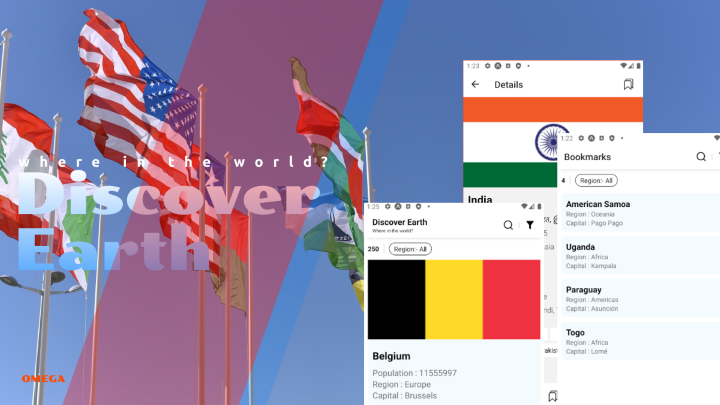 where in the world?
Discover
Earth
OMEGA
1:23
Details
India
1:22
Bookmarks
4
Region:- All
American Samoa
Region : Oceania
Capital : Pago Pago
Uganda
Region : Africa
Capital : Kampala
Paraguay
Region : Americas
Capital : Asunción
Togo
Region : Africa
Capital : Lomé
1:25
Discover Earth
Where in the world?
250
Region:- All
Belgium
Population : 11555997
Region : Europe
Capital : Brussels